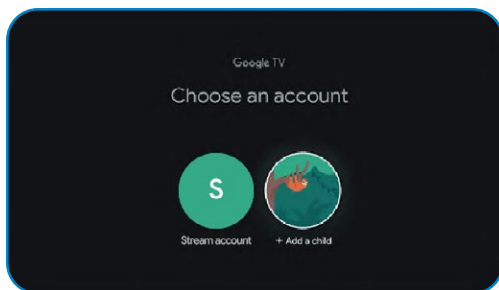 Google TV
Choose an account
S
Stream account
+ Add a child